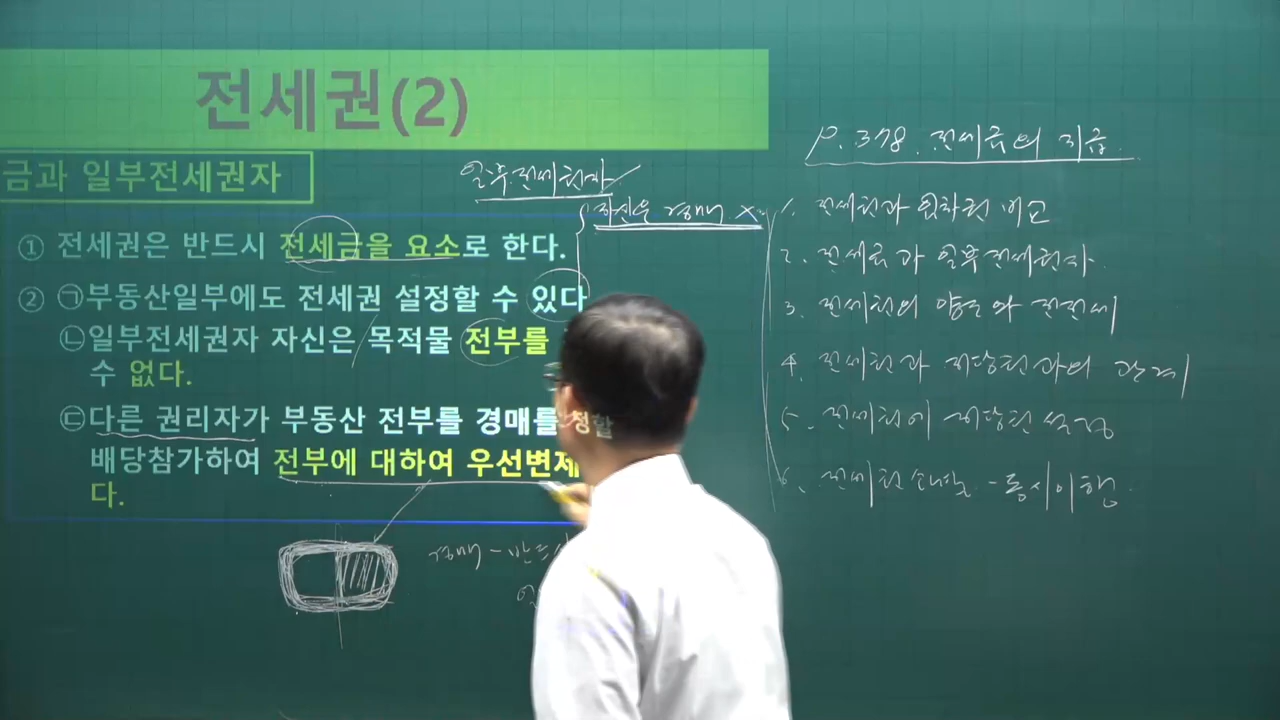 전세권(2)
금과 일부전세권자
① 전세권은 반드시 전세금을 요소로 한다.
② ㉠부동산일부에도 전세권 설정할 수 있다
㉡일부전세권자 자신은 목적물 전부를
수 없다.
㉢다른 권리자가 부동산 전부를 경매를 청할
배당참가하여 전부에 대하여 우선변제
다.
일부전세권자
자신은 경매 X
경매 - 반드시
P. 378. 전세금의 지급
1. 전세권과 임차권 비교
2. 전세금과 일부전세권자
3. 전세권의 양도와 전전세
4. 전세권과 저당권과의 관계
5. 전세권에 저당권 설정
6. 전세권 소멸 - 동시이행